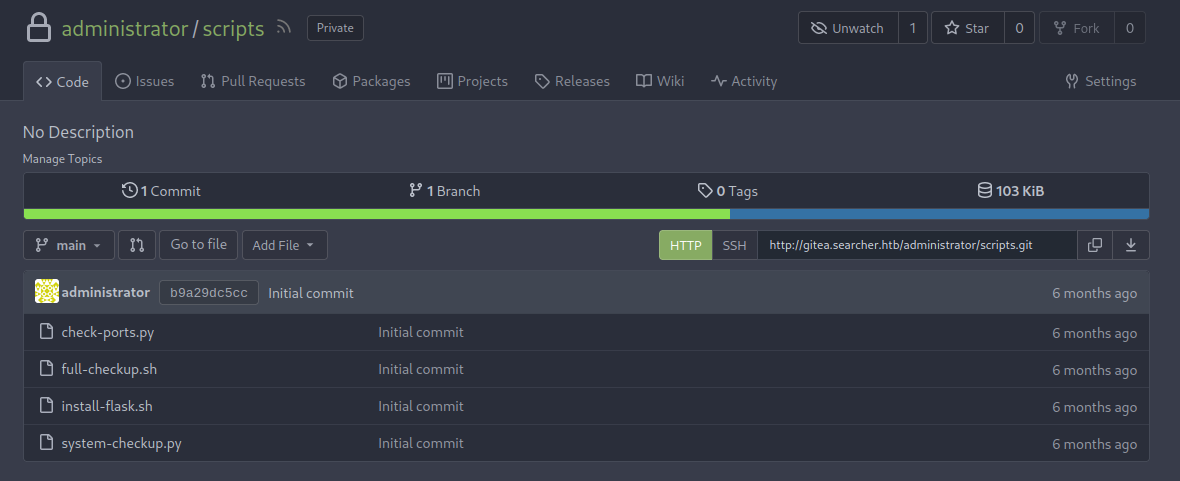 administrator / scripts Private Unwatch 1 Star 0 Fork 0
Code Issues Pull Requests Packages Projects Releases Wiki Activity Settings
No Description
Manage Topics
1 Commit 1 Branch 0 Tags 103 KiB
main Go to file Add File HTTP SSH http://gitea.searcher.htb/administrator/scripts.git
administrator b9a29dc5cc Initial commit 6 months ago
check-ports.py Initial commit 6 months ago
full-checkup.sh Initial commit 6 months ago
install-flask.sh Initial commit 6 months ago
system-checkup.py Initial commit 6 months ago